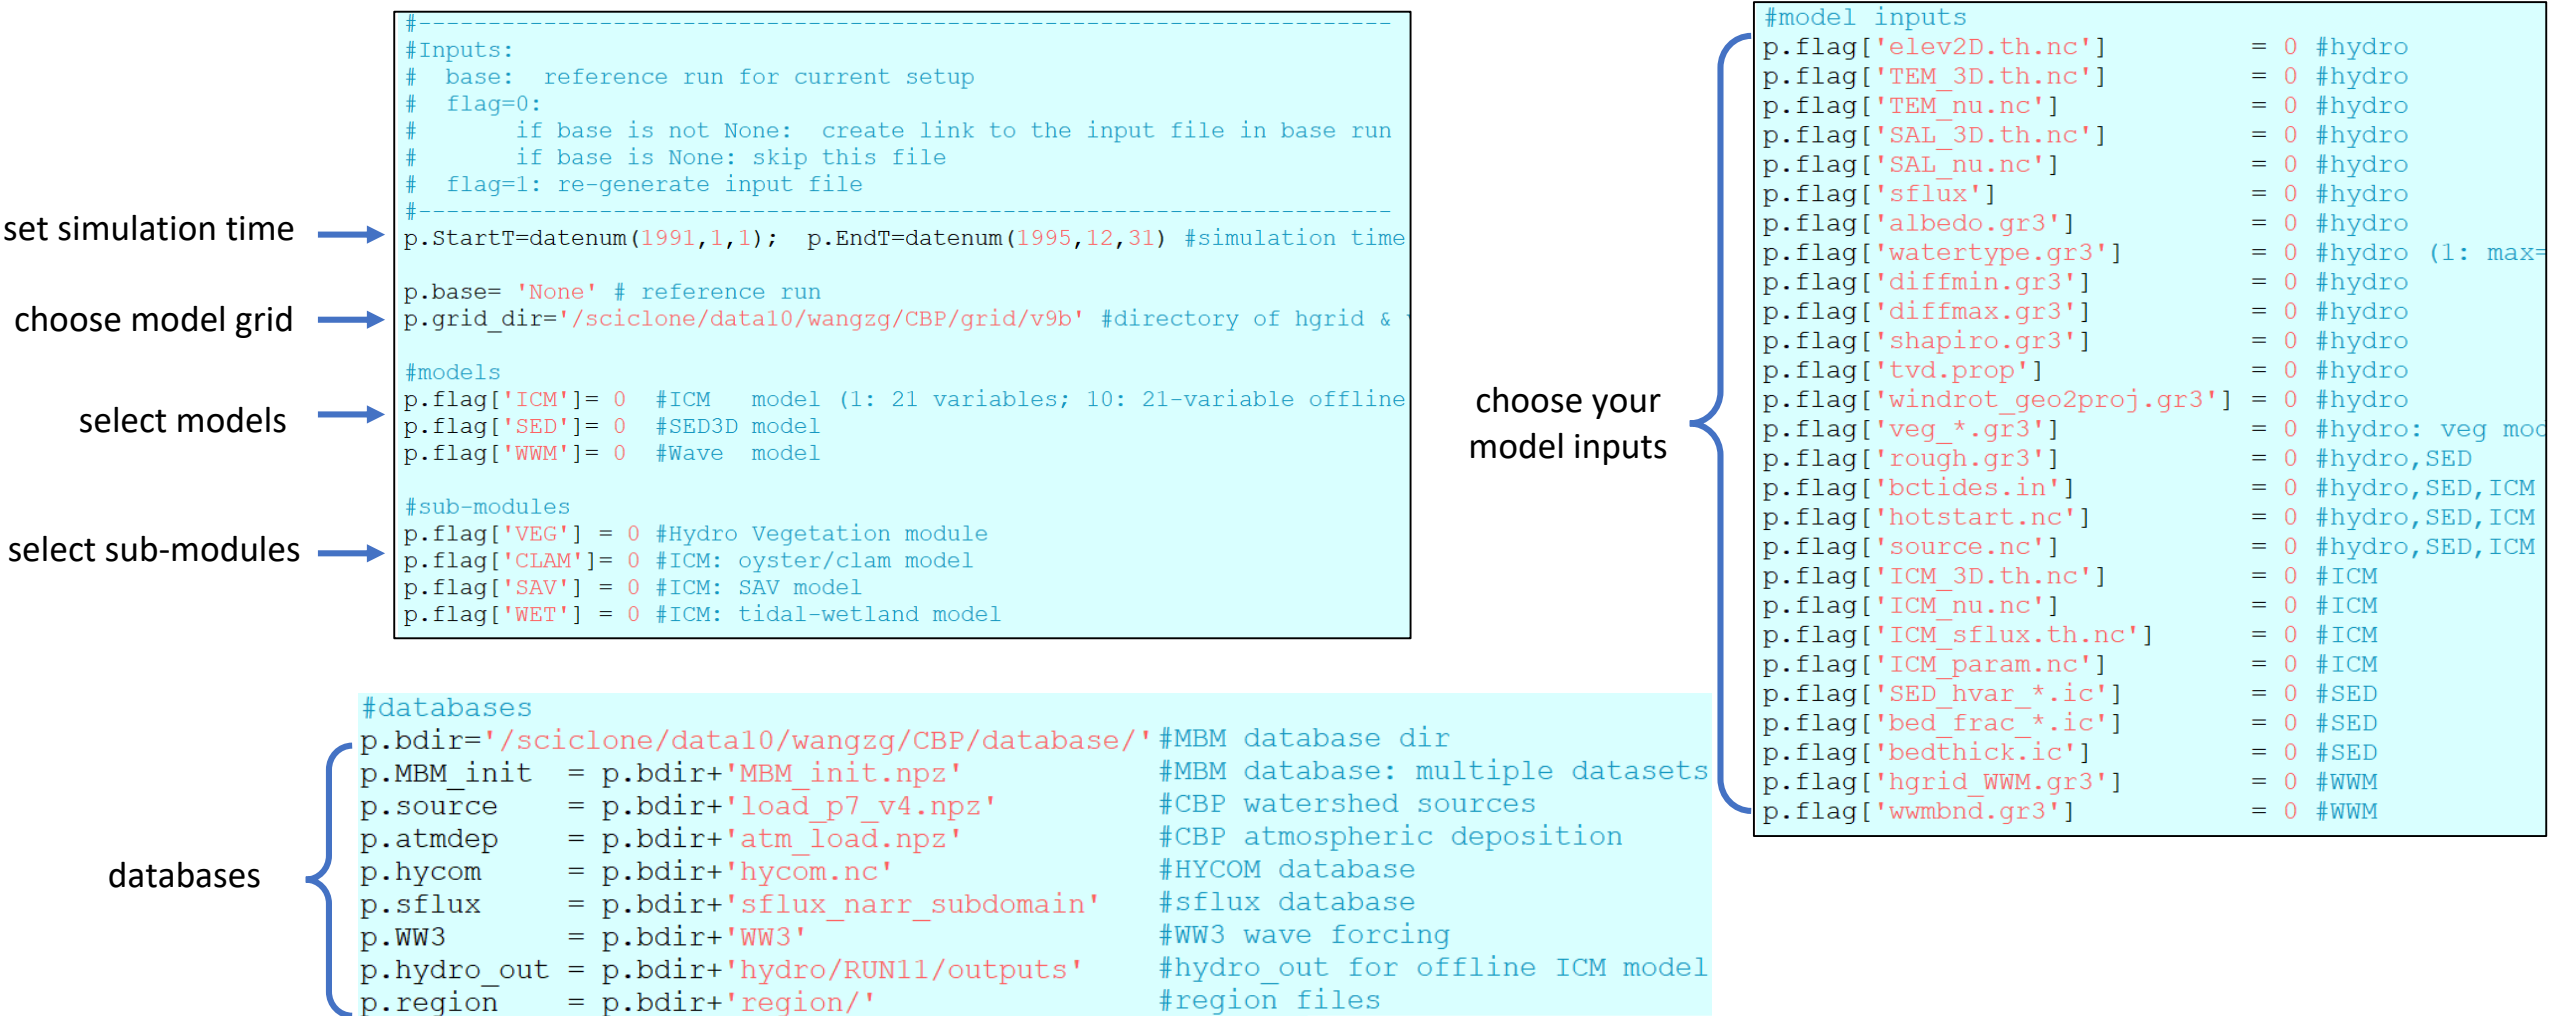 #----------------------------------------------------------------------
#Inputs:
#  base:  reference run for current setup
#  flag=0:
#       if base is not None:  create link to the input file in base run
#       if base is None: skip this file
#  flag=1: re-generate input file
#----------------------------------------------------------------------
set simulation time
p.StartT=datenum(1991,1,1);  p.EndT=datenum(1995,12,31) #simulation time
p.base= 'None' # reference run
choose model grid
p.grid_dir='/sciclone/data10/wangzg/CBP/grid/v9b' #directory of hgrid &
#models
select models
p.flag['ICM']= 0  #ICM   model (1: 21 variables; 10: 21-variable offline
p.flag['SED']= 0  #SED3D model
p.flag['WWM']= 0  #Wave  model
#sub-modules
select sub-modules
p.flag['VEG'] = 0 #Hydro Vegetation module
p.flag['CLAM']= 0 #ICM: oyster/clam model
p.flag['SAV'] = 0 #ICM: SAV model
p.flag['WET'] = 0 #ICM: tidal-wetland model
choose your
model inputs
#model inputs
p.flag['elev2D.th.nc']          = 0 #hydro
p.flag['TEM_3D.th.nc']          = 0 #hydro
p.flag['TEM_nu.nc']             = 0 #hydro
p.flag['SAL_3D.th.nc']          = 0 #hydro
p.flag['SAL_nu.nc']             = 0 #hydro
p.flag['sflux']                 = 0 #hydro
p.flag['albedo.gr3']            = 0 #hydro
p.flag['watertype.gr3']         = 0 #hydro (1: max=
p.flag['diffmin.gr3']           = 0 #hydro
p.flag['diffmax.gr3']           = 0 #hydro
p.flag['shapiro.gr3']           = 0 #hydro
p.flag['tvd.prop']              = 0 #hydro
p.flag['windrot_geo2proj.gr3'] = 0 #hydro
p.flag['veg_*.gr3']             = 0 #hydro: veg mod
p.flag['rough.gr3']             = 0 #hydro,SED
p.flag['bctides.in']            = 0 #hydro,SED,ICM
p.flag['hotstart.nc']           = 0 #hydro,SED,ICM
p.flag['source.nc']             = 0 #hydro,SED,ICM
p.flag['ICM_3D.th.nc']          = 0 #ICM
p.flag['ICM_nu.nc']             = 0 #ICM
p.flag['ICM_sflux.th.nc']       = 0 #ICM
p.flag['ICM_param.nc']          = 0 #ICM
p.flag['SED_hvar_*.ic']         = 0 #SED
p.flag['bed_frac_*.ic']         = 0 #SED
p.flag['bedthick.ic']           = 0 #SED
p.flag['hgrid_WWM.gr3']         = 0 #WWM
p.flag['wwmbnd.gr3']            = 0 #WWM
databases
#databases
p.bdir='/sciclone/data10/wangzg/CBP/database/' #MBM database dir
p.MBM_init  = p.bdir+'MBM_init.npz'            #MBM database: multiple datasets
p.source    = p.bdir+'load_p7_v4.npz'          #CBP watershed sources
p.atmdep    = p.bdir+'atm_load.npz'            #CBP atmospheric deposition
p.hycom     = p.bdir+'hycom.nc'                #HYCOM database
p.sflux     = p.bdir+'sflux_narr_subdomain'    #sflux database
p.WW3       = p.bdir+'WW3'                     #WW3 wave forcing
p.hydro_out = p.bdir+'hydro/RUN11/outputs'     #hydro_out for offline ICM model
p.region    = p.bdir+'region/'                 #region files